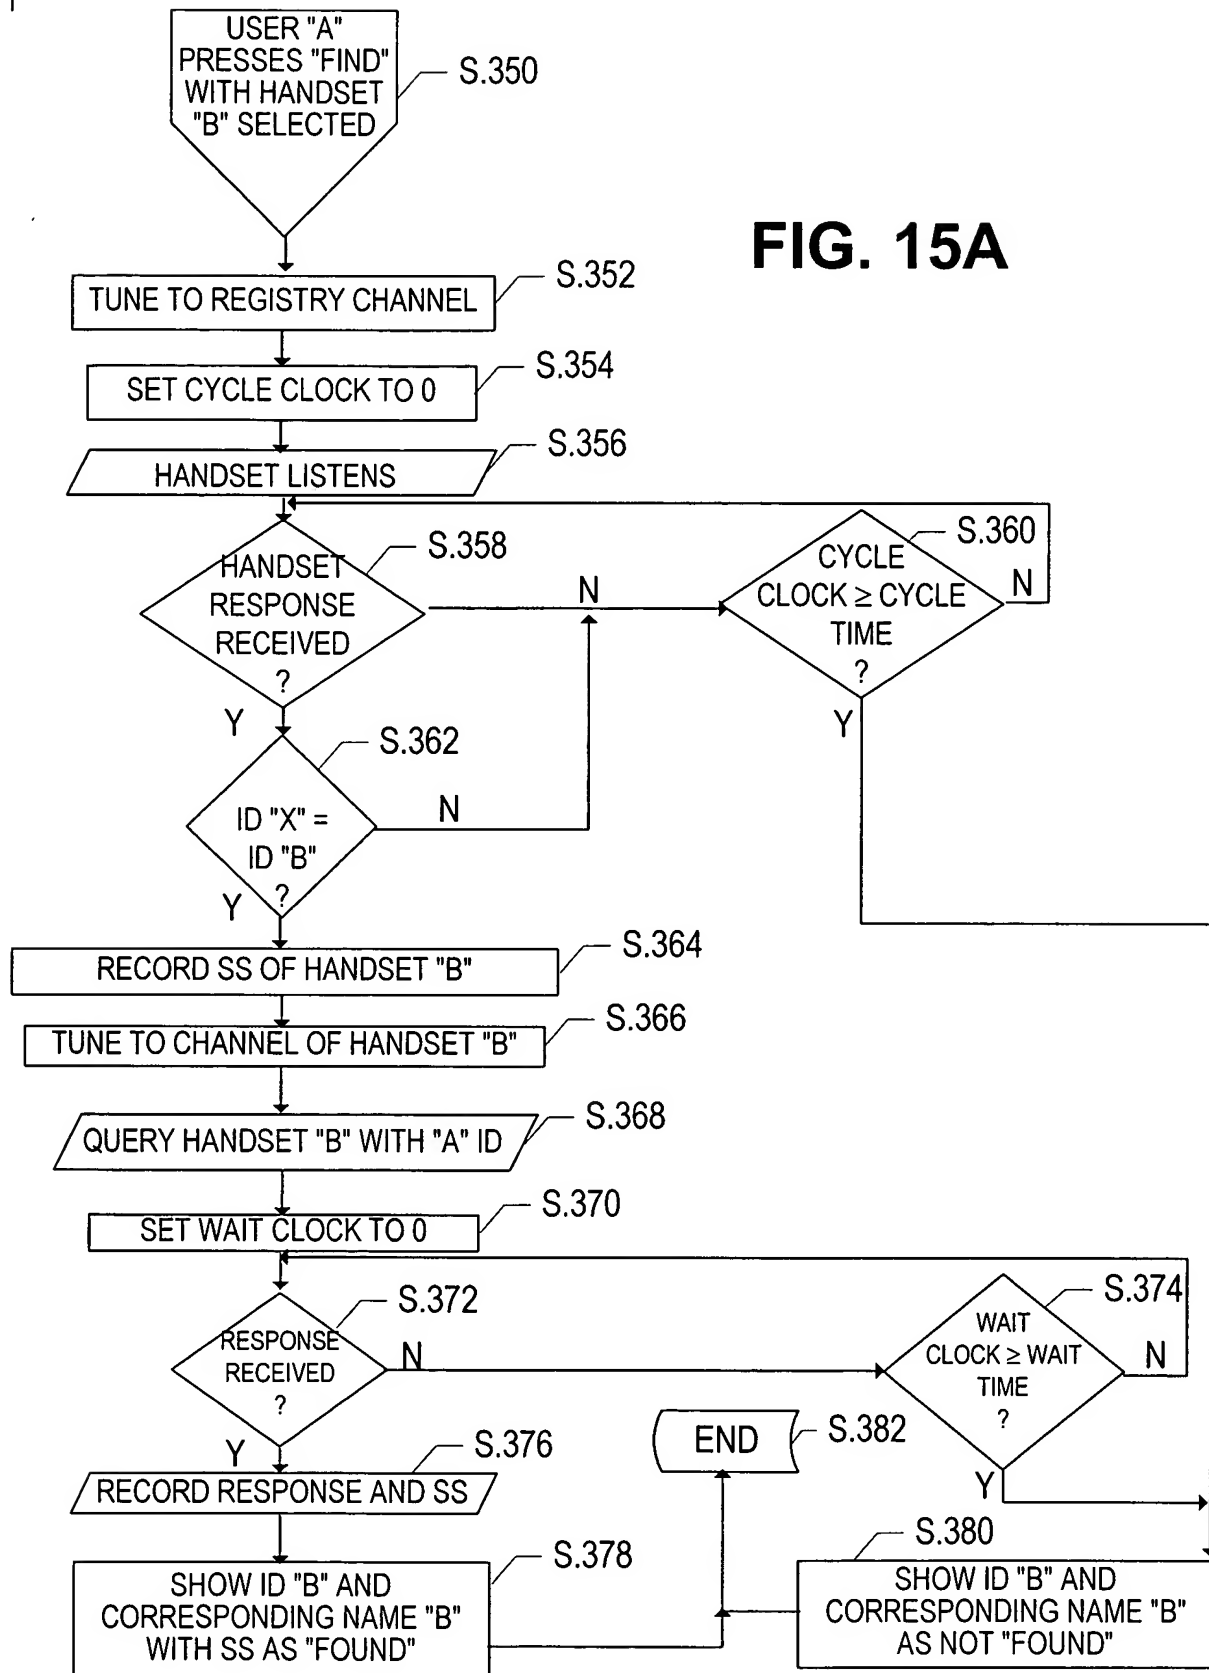 USER "A"
PRESSES "FIND"
WITH HANDSET
"B" SELECTED
S.350
FIG. 15A
TUNE TO REGISTRY CHANNEL
S.352
SET CYCLE CLOCK TO 0
S.354
HANDSET LISTENS
S.356
HANDSET
RESPONSE
RECEIVED
?
S.358
N
Y
CYCLE
CLOCK ≥ CYCLE
TIME
?
S.360
N
Y
ID "X" =
ID "B"
?
S.362
N
Y
RECORD SS OF HANDSET "B"
S.364
TUNE TO CHANNEL OF HANDSET "B"
S.366
QUERY HANDSET "B" WITH "A" ID
S.368
SET WAIT CLOCK TO 0
S.370
RESPONSE
RECEIVED
?
S.372
N
Y
WAIT
CLOCK ≥ WAIT
TIME
?
S.374
N
Y
RECORD RESPONSE AND SS
S.376
END
S.382
SHOW ID "B" AND
CORRESPONDING NAME "B"
WITH SS AS "FOUND"
S.378
SHOW ID "B" AND
CORRESPONDING NAME "B"
AS NOT "FOUND"
S.380